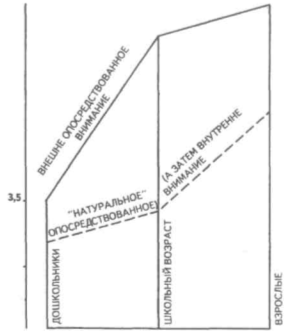 ВНЕШНЕ ОПОСРЕДСТВОВАННОЕ
ВНИМАНИЕ
3,5
"НАТУРАЛЬНОЕ"
ОПОСРЕДСТВОВАННОЕ)
(А ЗАТЕМ ВНУТРЕННЕ
ВНИМАНИЕ
ДОШКОЛЬНИКИ
ШКОЛЬНЫЙ ВОЗРАСТ
ВЗРОСЛЫЕ